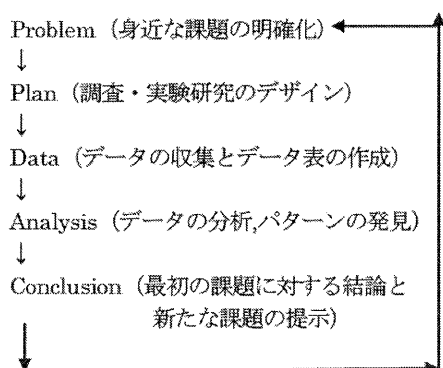 Problem（身近な課題の明確化）
↓
Plan（調査・実験研究のデザイン）
↓
Data（データの収集とデータ表の作成）
↓
Analysis（データの分析,パターンの発見）
↓
Conclusion（最初の課題に対する結論と
新たな課題の提示）